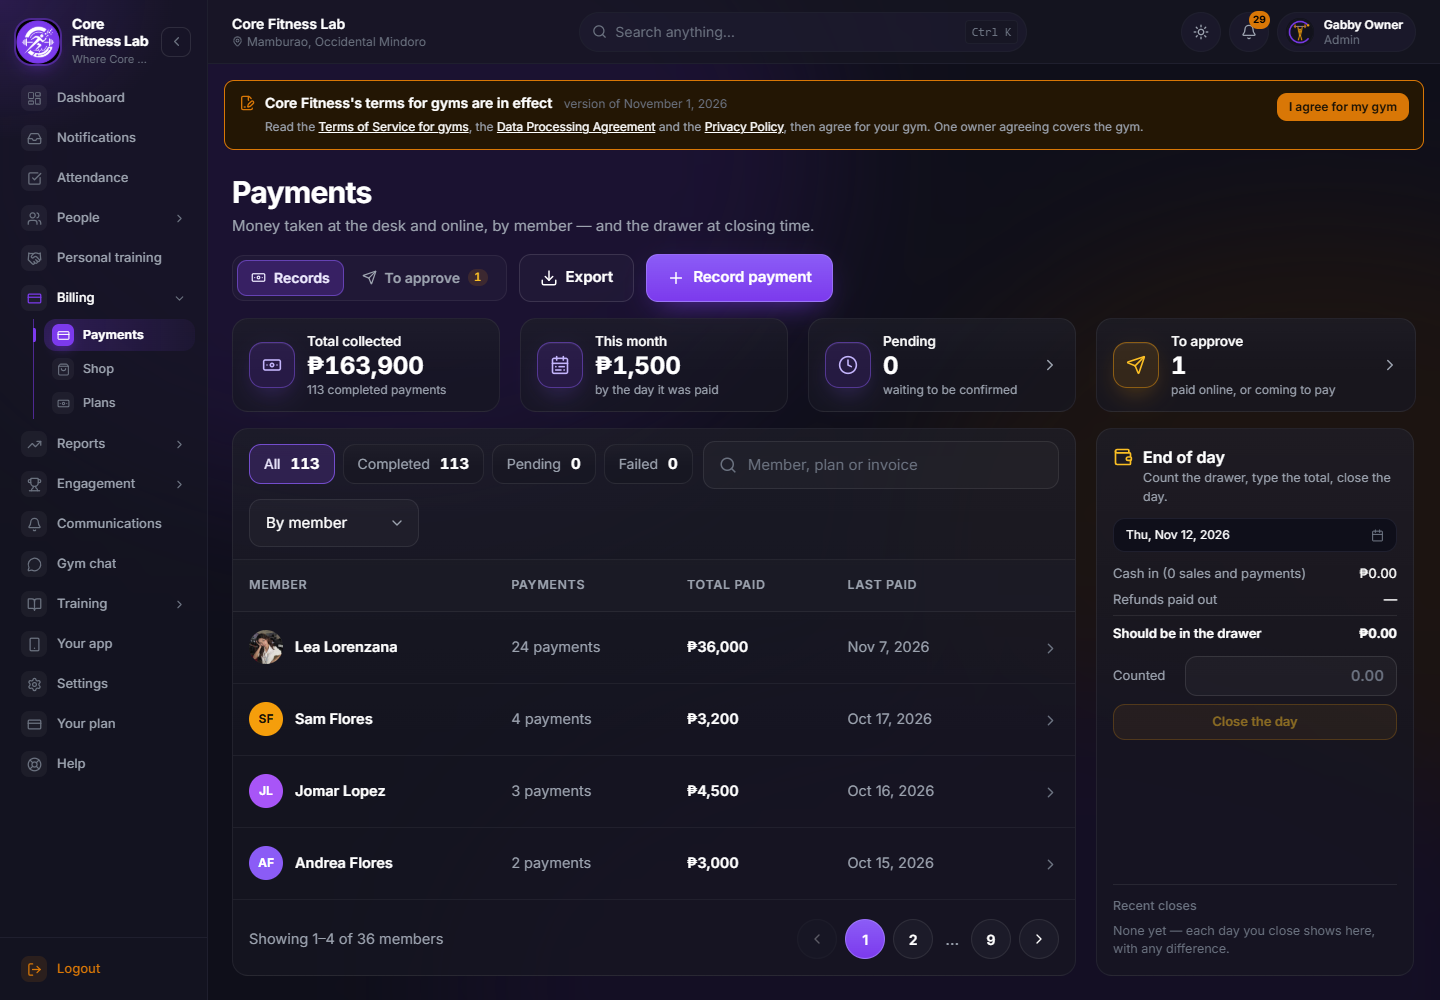 Core
Fitness Lab
Where Core ...
Dashboard
Notifications
Attendance
People
Personal training
Billing
Payments
Shop
Plans
Reports
Engagement
Communications
Gym chat
Training
Your app
Settings
Your plan
Help
Logout
Core Fitness Lab
Mamburao, Occidental Mindoro
Search anything...
Ctrl K
29
Gabby Owner
Admin
Core Fitness's terms for gyms are in effect version of November 1, 2026
Read the Terms of Service for gyms, the Data Processing Agreement and the Privacy Policy, then agree for your gym. One owner agreeing covers the gym.
I agree for my gym
Payments
Money taken at the desk and online, by member — and the drawer at closing time.
Records
To approve 1
Export
Record payment
Total collected
₱163,900
113 completed payments
This month
₱1,500
by the day it was paid
Pending
0
waiting to be confirmed
To approve
1
paid online, or coming to pay
All 113
Completed 113
Pending 0
Failed 0
Member, plan or invoice
By member
MEMBER PAYMENTS TOTAL PAID LAST PAID
Lea Lorenzana 24 payments ₱36,000 Nov 7, 2026
SF Sam Flores 4 payments ₱3,200 Oct 17, 2026
JL Jomar Lopez 3 payments ₱4,500 Oct 16, 2026
AF Andrea Flores 2 payments ₱3,000 Oct 15, 2026
Showing 1–4 of 36 members
1 2 ... 9
End of day
Count the drawer, type the total, close the
day.
Thu, Nov 12, 2026
Cash in (0 sales and payments) ₱0.00
Refunds paid out —
Should be in the drawer ₱0.00
Counted 0.00
Close the day
Recent closes
None yet — each day you close shows here,
with any difference.